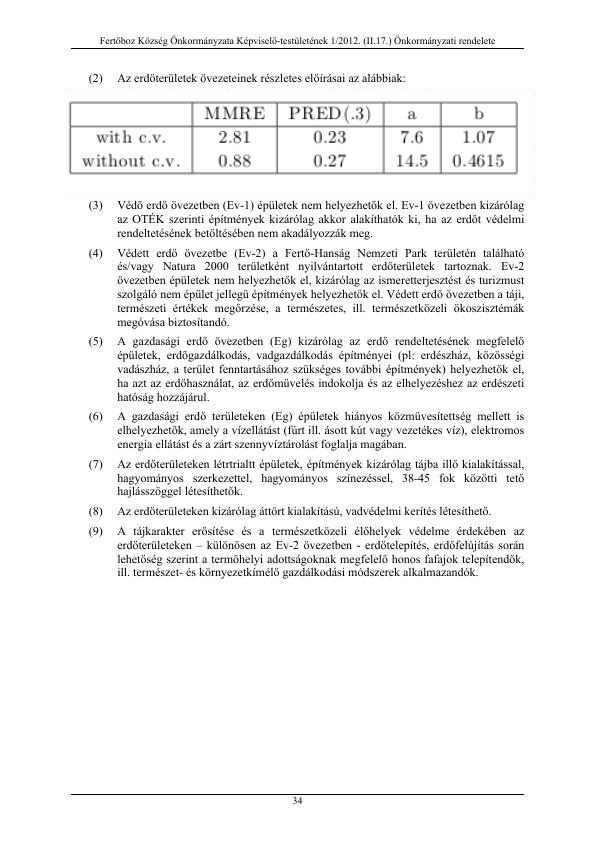 Fertőboz Község Önkormányzata Képviselő-testületének 1/2012. (II.17.) Önkormányzati rendelete
(2) Az erdőterületek övezeteinek részletes előírásai az alábbiak:
MMRE PRED(.3) a b
with c.v. 2.81 0.23 7.6 1.07
without c.v. 0.88 0.27 14.5 0.4615
(3) Védő erdő övezetben (Ev-1) épületek nem helyezhetők el. Ev-1 övezetben kizárólag
az OTÉK szerinti építmények kizárólag akkor alakíthatók ki, ha az erdőt védelmi
rendeltetésének betöltésében nem akadályozzák meg.
(4) Védett erdő övezetbe (Ev-2) a Fertő-Hanság Nemzeti Park területén található
és/vagy Natura 2000 területként nyilvántartott erdőterületek tartoznak. Ev-2
övezetben épületek nem helyezhetők el, kizárólag az ismeretterjesztést és turizmust
szolgáló nem épület jellegű építmények helyezhetők el. Védett erdő övezetben a táji,
természeti értékek megőrzése, a természetes, ill. természetközeli ökoszisztémák
megóvása biztosítandó.
(5) A gazdasági erdő övezetben (Eg) kizárólag az erdő rendeltetésének megfelelő
épületek, erdőgazdálkodás, vadgazdálkodás építményei (pl: erdészház, közösségi
vadászház, a terület fenntartásához szükséges további építmények) helyezhetők el,
ha azt az erdőhasználat, az erdőművelés indokolja és az elhelyezéshez az erdészeti
hatóság hozzájárul.
(6) A gazdasági erdő területeken (Eg) épületek hiányos közművesítettség mellett is
elhelyezhetők, amely a vízellátást (fúrt ill. ásott kút vagy vezetékes víz), elektromos
energia ellátást és a zárt szennyvíztárolást foglalja magában.
(7) Az erdőterületeken létrtrialtt épületek, építmények kizárólag tájba illő kialakítással,
hagyományos szerkezettel, hagyományos színezéssel, 38-45 fok közötti tető
hajlásszöggel létesíthetők.
(8) Az erdőterületeken kizárólag áttört kialakítású, vadvédelmi kerítés létesíthető.
(9) A tájkarakter erősítése és a természetközeli élőhelyek védelme érdekében az
erdőterületeken – különösen az Ev-2 övezetben - erdőtelepítés, erdőfelújítás során
lehetőség szerint a termőhelyi adottságoknak megfelelő honos fafajok telepítendők,
ill. természet- és környezetkímélő gazdálkodási módszerek alkalmazandók.
34